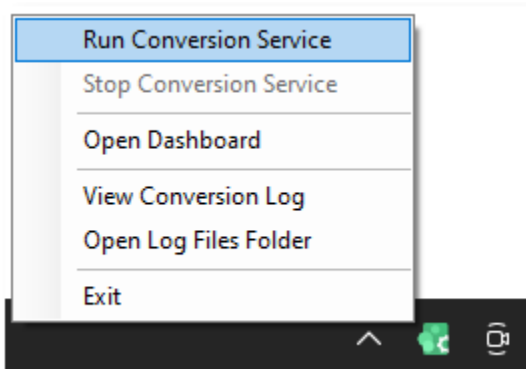 Run Conversion Service
Stop Conversion Service
Open Dashboard
View Conversion Log
Open Log Files Folder
Exit